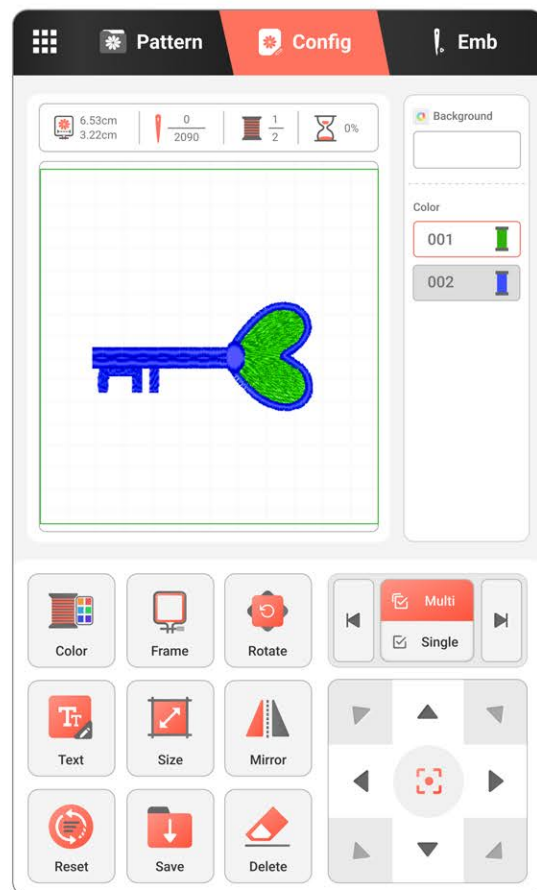 Pattern
Config
Emb
6.53cm
3.22cm
0
2090
1
2
0%
Background
Color
001
002
Color
Frame
Rotate
Multi
Single
Text
Size
Mirror
Reset
Save
Delete